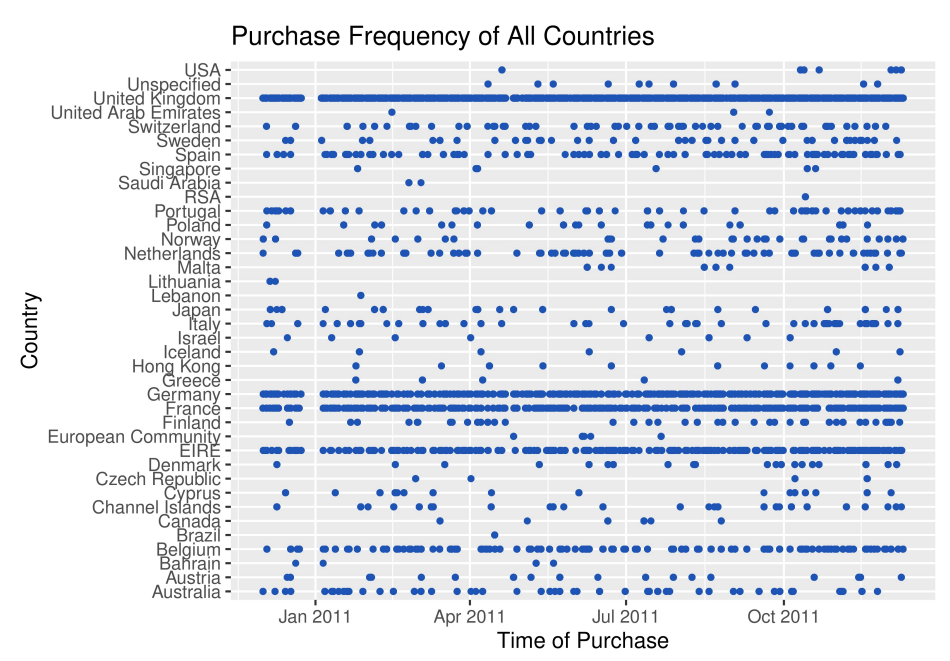 Purchase Frequency of All Countries
Country
USA
Unspecified
United Kingdom
United Arab Emirates
Switzerland
Sweden
Spain
Singapore
Saudi Arabia
RSA
Portugal
Poland
Norway
Netherlands
Malta
Lithuania
Lebanon
Japan
Italy
Israel
Iceland
Hong Kong
Greece
Germany
France
Finland
European Community
EIRE
Denmark
Czech Republic
Cyprus
Channel Islands
Canada
Brazil
Belgium
Bahrain
Austria
Australia
Jan 2011 Apr 2011 Jul 2011 Oct 2011
Time of Purchase